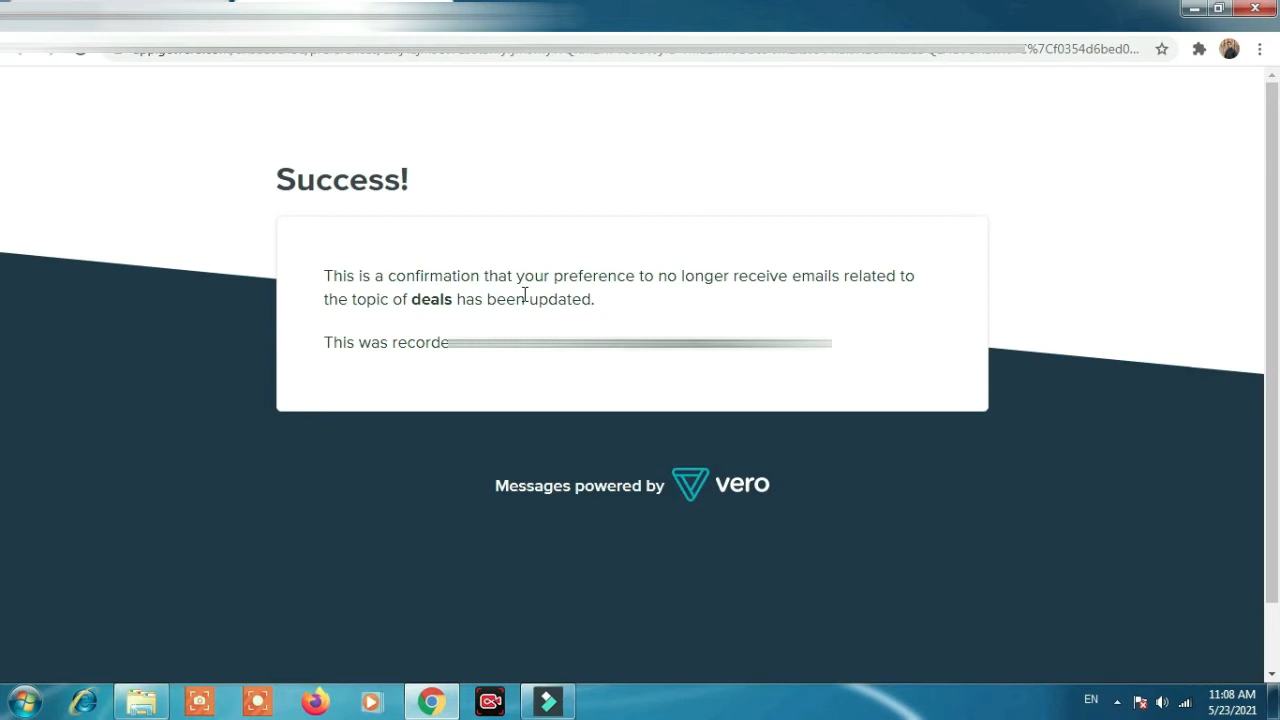 %7Cf0354d6bed0...
Success!
This is a confirmation that your preference to no longer receive emails related to
the topic of deals has been updated.
This was recorde
Messages powered by vero
EN
11:08 AM
5/23/2021